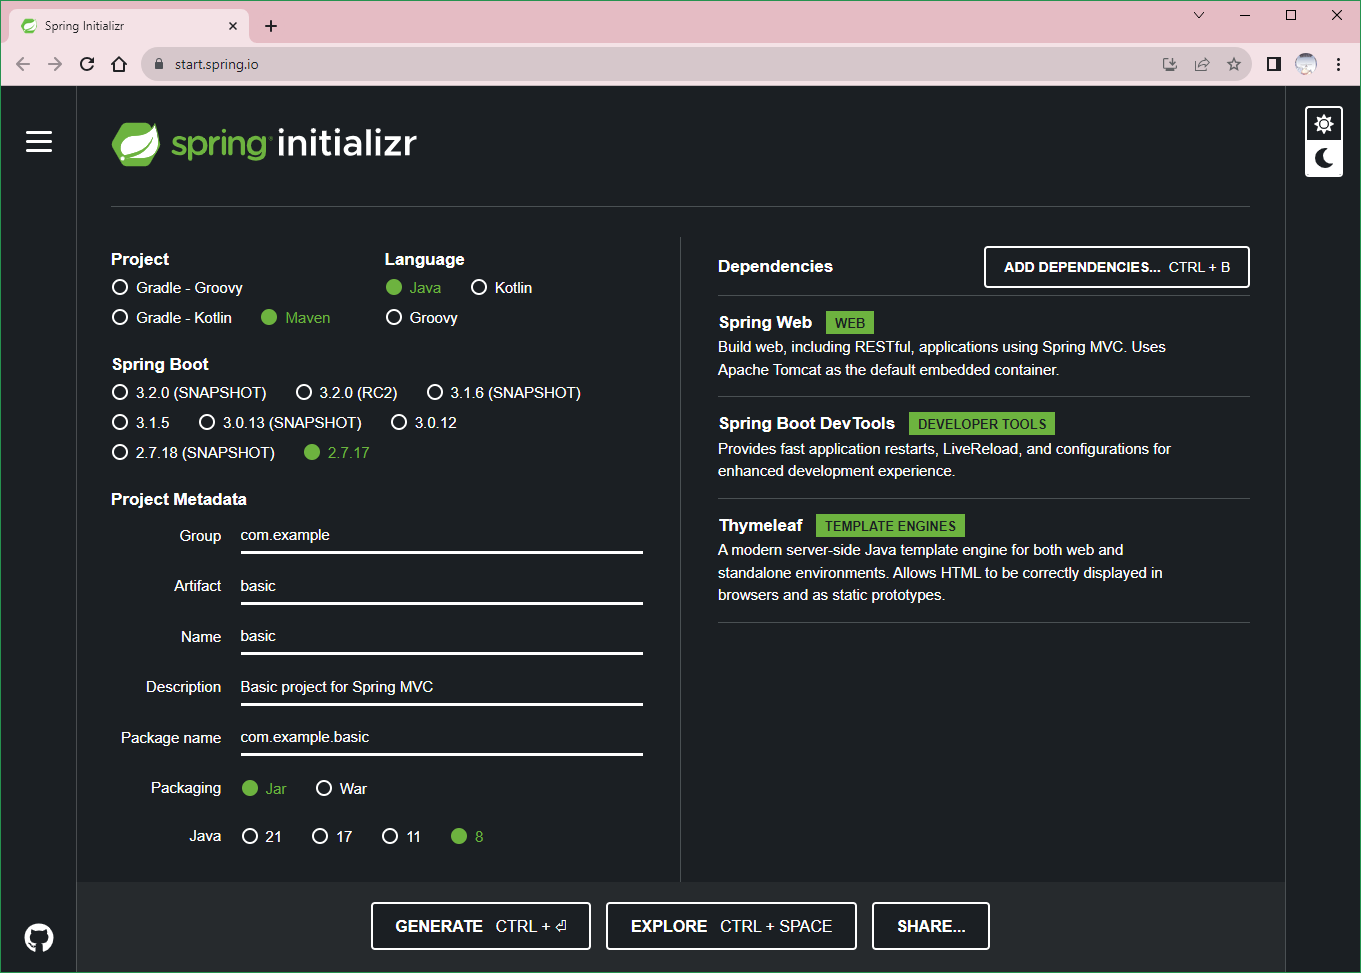 Spring Initializr
start.spring.io
spring initializr
Project
Gradle - Groovy
Gradle - Kotlin Maven
Language
Java Kotlin
Groovy
Spring Boot
3.2.0 (SNAPSHOT) 3.2.0 (RC2) 3.1.6 (SNAPSHOT)
3.1.5 3.0.13 (SNAPSHOT) 3.0.12
2.7.18 (SNAPSHOT) 2.7.17
Project Metadata
Group com.example
Artifact basic
Name basic
Description Basic project for Spring MVC
Package name com.example.basic
Packaging Jar War
Java 21 17 11 8
Dependencies ADD DEPENDENCIES... CTRL + B
Spring Web WEB
Build web, including RESTful, applications using Spring MVC. Uses
Apache Tomcat as the default embedded container.
Spring Boot DevTools DEVELOPER TOOLS
Provides fast application restarts, LiveReload, and configurations for
enhanced development experience.
Thymeleaf TEMPLATE ENGINES
A modern server-side Java template engine for both web and
standalone environments. Allows HTML to be correctly displayed in
browsers and as static prototypes.
GENERATE CTRL + ⏎ EXPLORE CTRL + SPACE SHARE...